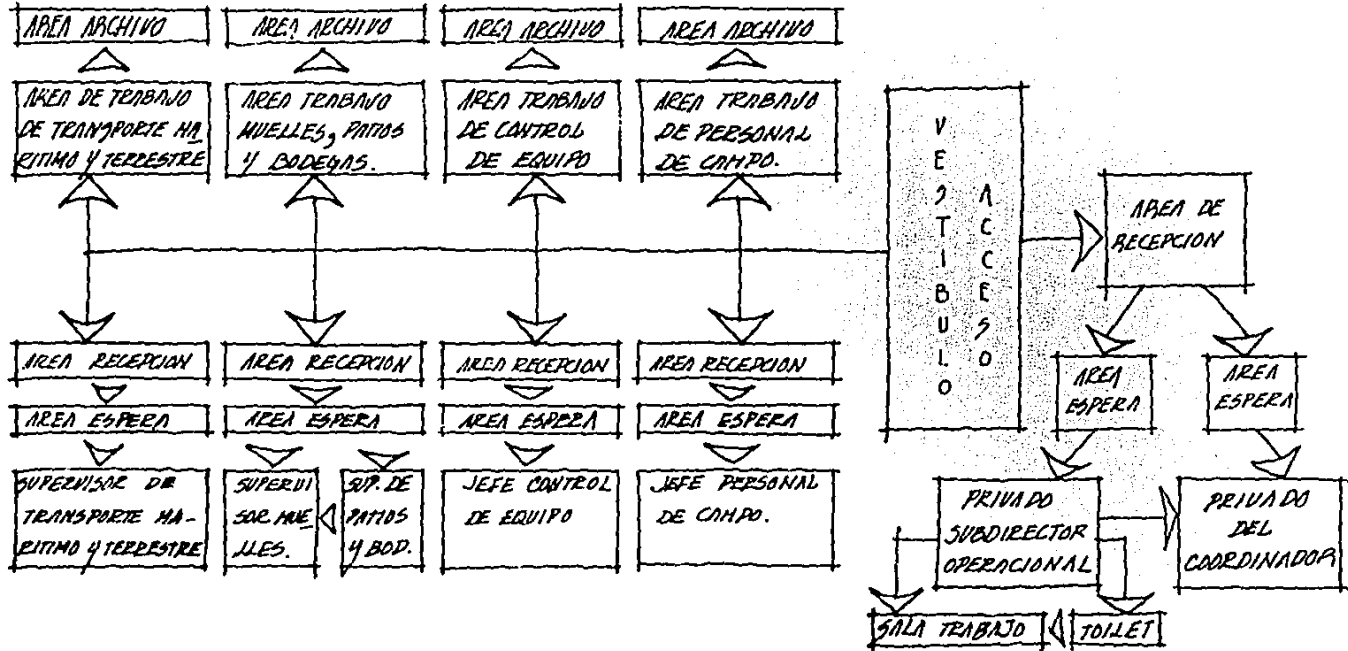 AREA ARCHIVO
AREA ARCHIVO
AREA ARCHIVO
AREA ARCHIVO
AREA DE TRABAJO
DE TRANSPORTE MA
RITIMO Y TERRESTRE
AREA TRABAJO
MUELLES, PATIOS
Y BODEGAS.
AREA TRABAJO
DE CONTROL
DE EQUIPO
AREA TRABAJO
DE PERSONAL
DE CAMPO.
VESTIBULO
ACCESO
AREA DE
RECEPCION
AREA RECEPCION
AREA RECEPCION
AREA RECEPCION
AREA RECEPCION
AREA ESPERA
AREA ESPERA
AREA ESPERA
AREA ESPERA
AREA
ESPERA
AREA
ESPERA
SUPERVISOR DE
TRANSPORTE MA-
RITIMO Y TERRESTRE
SUPERVI
SOR MUE
LLES.
SUP. DE
PATIOS
Y BOD.
JEFE CONTROL
DE EQUIPO
JEFE PERSONAL
DE CAMPO.
PRIVADO
SUBDIRECTOR
OPERACIONAL
PRIVADO
DEL
COORDINADOR
SALA TRABAJO
TOILET